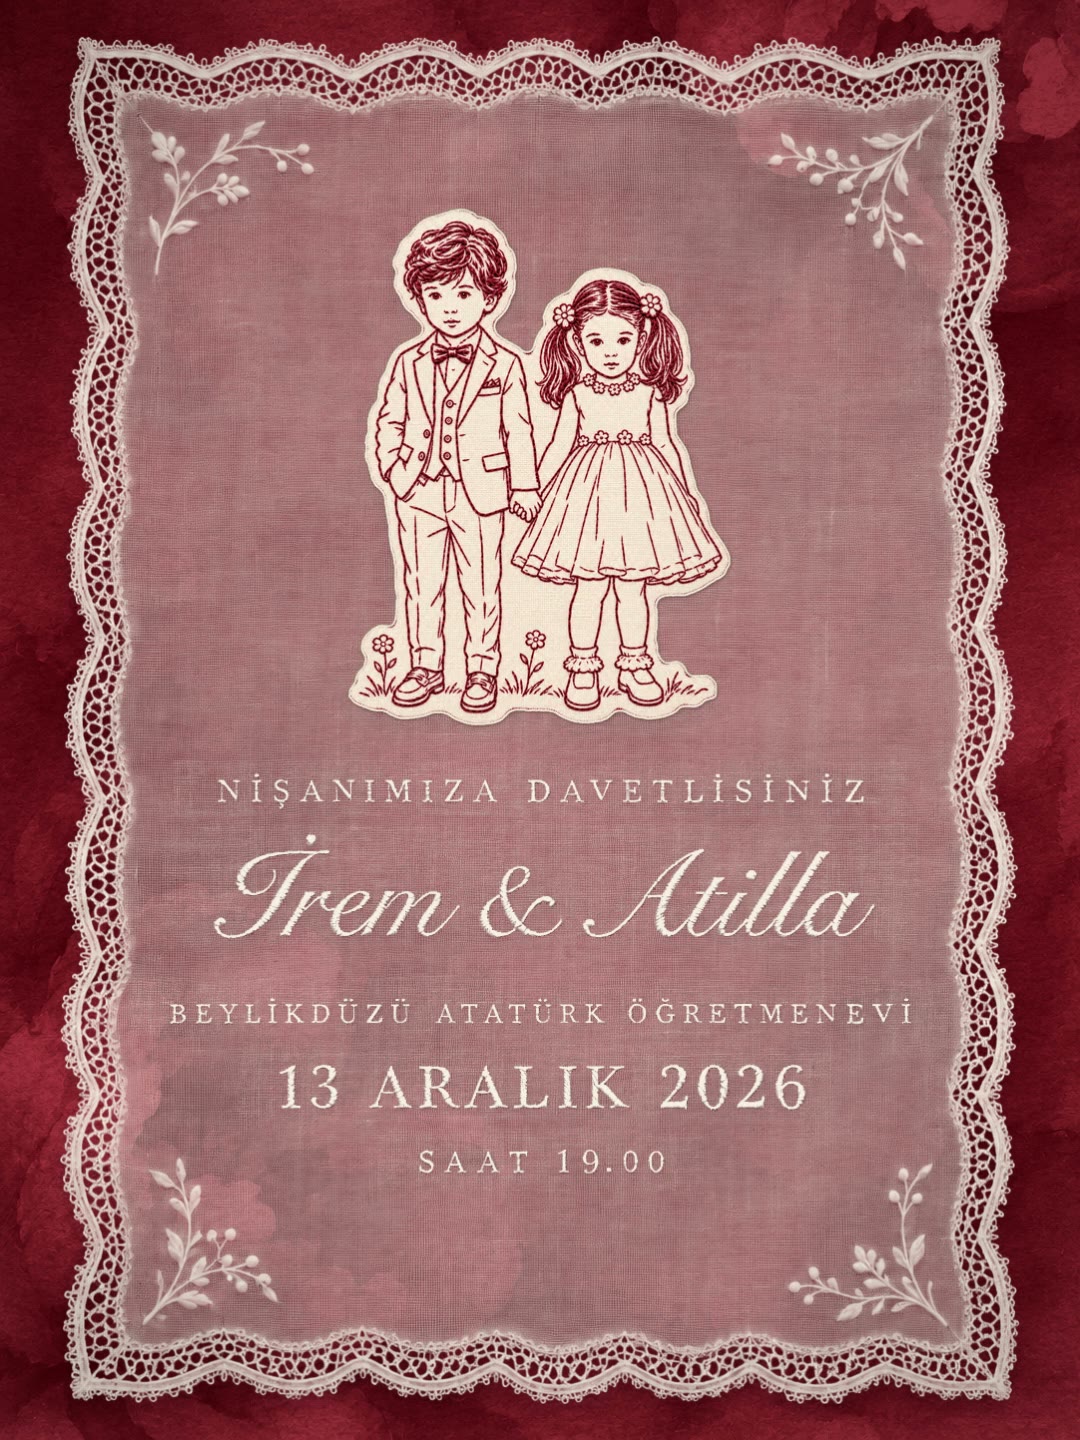 NİŞANIMIZA DAVETLİSİNİZ
İrem & Atilla
BEYLİKDÜZÜ ATATÜRK ÖĞRETMENEVİ
13 ARALIK 2026
SAAT 19.00